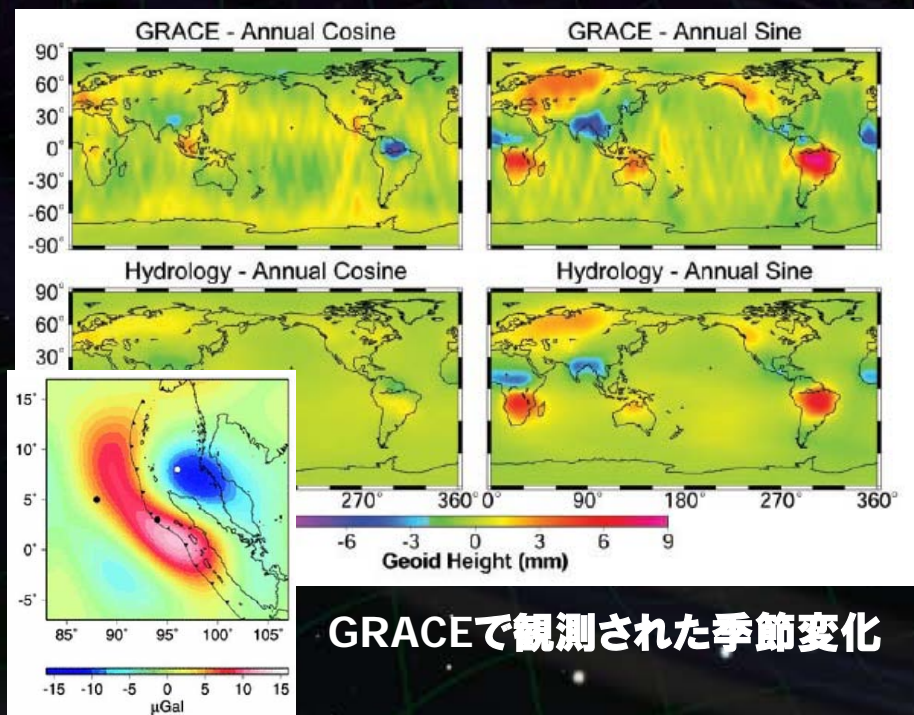 GRACE - Annual Cosine
GRACE - Annual Sine
90°
60°
30°
0°
-30°
-60°
-90°
Hydrology - Annual Cosine
Hydrology - Annual Sine
90°
60°
30°
270° 360° 0° 90° 180° 270° 360°
-6 -3 0 3 6 9
Geoid Height (mm)
15°
10°
5°
0°
-5°
85° 90° 95° 100° 105°
-15 -10 -5 0 5 10 15
μGal
GRACEで観測された季節変化